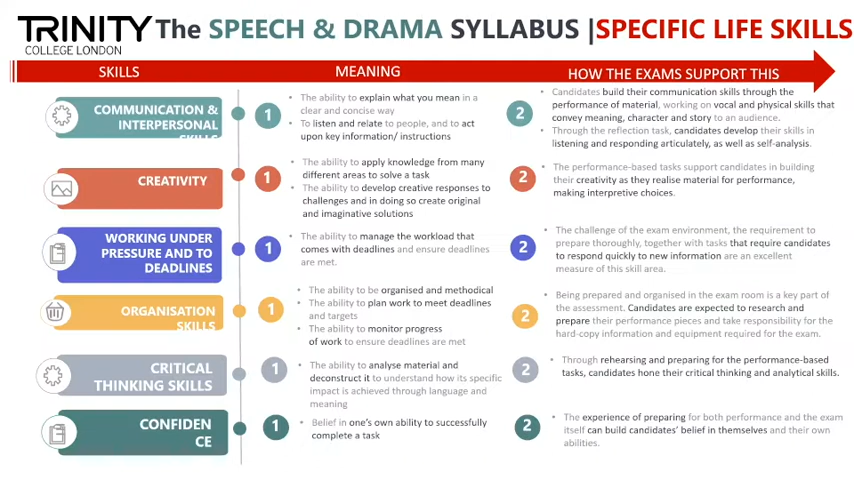 TRINITY
COLLEGE LONDON
The SPEECH & DRAMA SYLLABUS |SPECIFIC LIFE SKILLS
SKILLS
MEANING
HOW THE EXAMS SUPPORT THIS
COMMUNICATION &
INTERPERSONAL
SKILLS
1
• The ability to explain what you mean in a
clear and concise way
• To listen and relate to people, and to act
upon key information/ instructions
2
• Candidates build their communication skills through the
performance of material, working on vocal and physical skills that
convey meaning, character and story to an audience.
• Through the reflection task, candidates develop their skills in
listening and responding articulately, as well as self-analysis.
CREATIVITY
1
• The ability to apply knowledge from many
different areas to solve a task
• The ability to develop creative responses to
challenges and in doing so create original
and imaginative solutions
2
• The performance-based tasks support candidates in building
their creativity as they realise material for performance,
making interpretive choices.
WORKING UNDER
PRESSURE AND TO
DEADLINES
1
• The ability to manage the workload that
comes with deadlines and ensure deadlines
are met.
2
• The challenge of the exam environment, the requirement to
prepare thoroughly, together with tasks that require candidates
to respond quickly to new information are an excellent
measure of this skill area.
ORGANISATION
SKILLS
1
• The ability to be organised and methodical
• The ability to plan work to meet deadlines
and targets
• The ability to monitor progress
of work to ensure deadlines are met
2
• Being prepared and organised in the exam room is a key part of
the assessment. Candidates are expected to research and
prepare their performance pieces and take responsibility for the
hard-copy information and equipment required for the exam.
CRITICAL
THINKING SKILLS
1
• The ability to analyse material and
deconstruct it to understand how its specific
impact is achieved through language and
meaning
2
• Through rehearsing and preparing for the performance-based
tasks, candidates hone their critical thinking and analytical skills.
CONFIDEN
CE
1
• Belief in one's own ability to successfully
complete a task
2
• The experience of preparing for both performance and the exam
itself can build candidates' belief in themselves and their own
abilities.